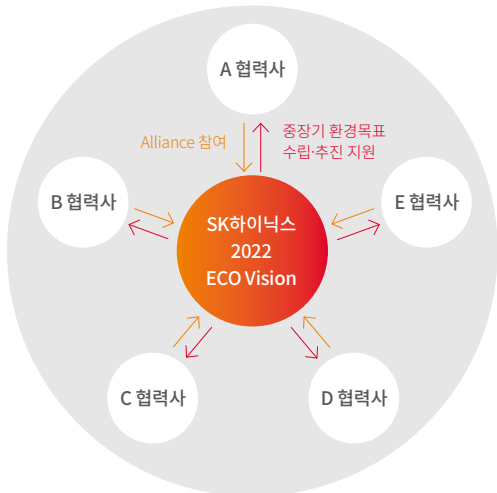 A 협력사
Alliance 참여
중장기 환경목표
수립·추진 지원
B 협력사
E 협력사
SK하이닉스
2022
ECO Vision
C 협력사
D 협력사